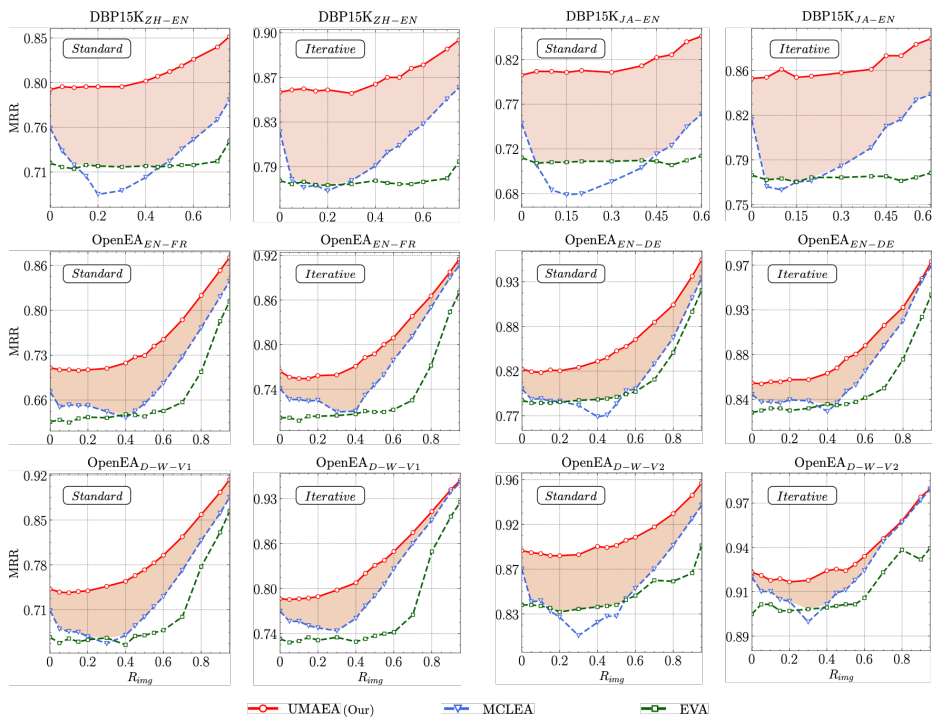 DBP15K_{ZH-EN} DBP15K_{ZH-EN} DBP15K_{JA-EN} DBP15K_{JA-EN}
MRR
0.85 0.80 0.76 0.71
Standard
0 0.2 0.4 0.6
0.90 0.87 0.83 0.79
Iterative
0 0.2 0.4 0.6
0.82 0.77 0.72 0.68
Standard
0 0.15 0.3 0.45 0.6
0.86 0.82 0.79 0.75
Iterative
0 0.15 0.3 0.45 0.6
OpenEA_{EN-FR} OpenEA_{EN-FR} OpenEA_{EN-DE} OpenEA_{EN-DE}
MRR
0.86 0.80 0.73 0.66
Standard
0 0.2 0.4 0.6 0.8
0.92 0.86 0.80 0.74
Iterative
0 0.2 0.4 0.6 0.8
0.93 0.88 0.82 0.77
Standard
0 0.2 0.4 0.6 0.8
0.97 0.93 0.88 0.84
Iterative
0 0.2 0.4 0.6 0.8
OpenEA_{D-W-V1} OpenEA_{D-W-V1} OpenEA_{D-W-V2} OpenEA_{D-W-V2}
MRR
0.92 0.85 0.78 0.71
Standard
0 0.2 0.4 0.6 0.8
R_{img}
0.93 0.86 0.80 0.74
Iterative
0 0.2 0.4 0.6 0.8
R_{img}
0.96 0.92 0.87 0.83
Standard
0 0.2 0.4 0.6 0.8
R_{img}
0.97 0.94 0.91 0.89
Iterative
0 0.2 0.4 0.6 0.8
R_{img}
UMAEA (Our) MCLEA EVA